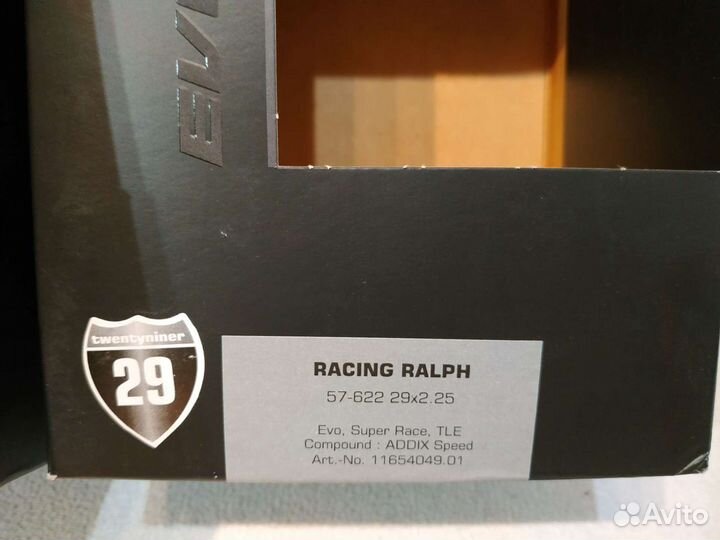 twentyniner
29
RACING RALPH
57-622 29x2.25
Evo, Super Race, TLE
Compound : ADDIX Speed
Art.-No. 11654049.01
Avito